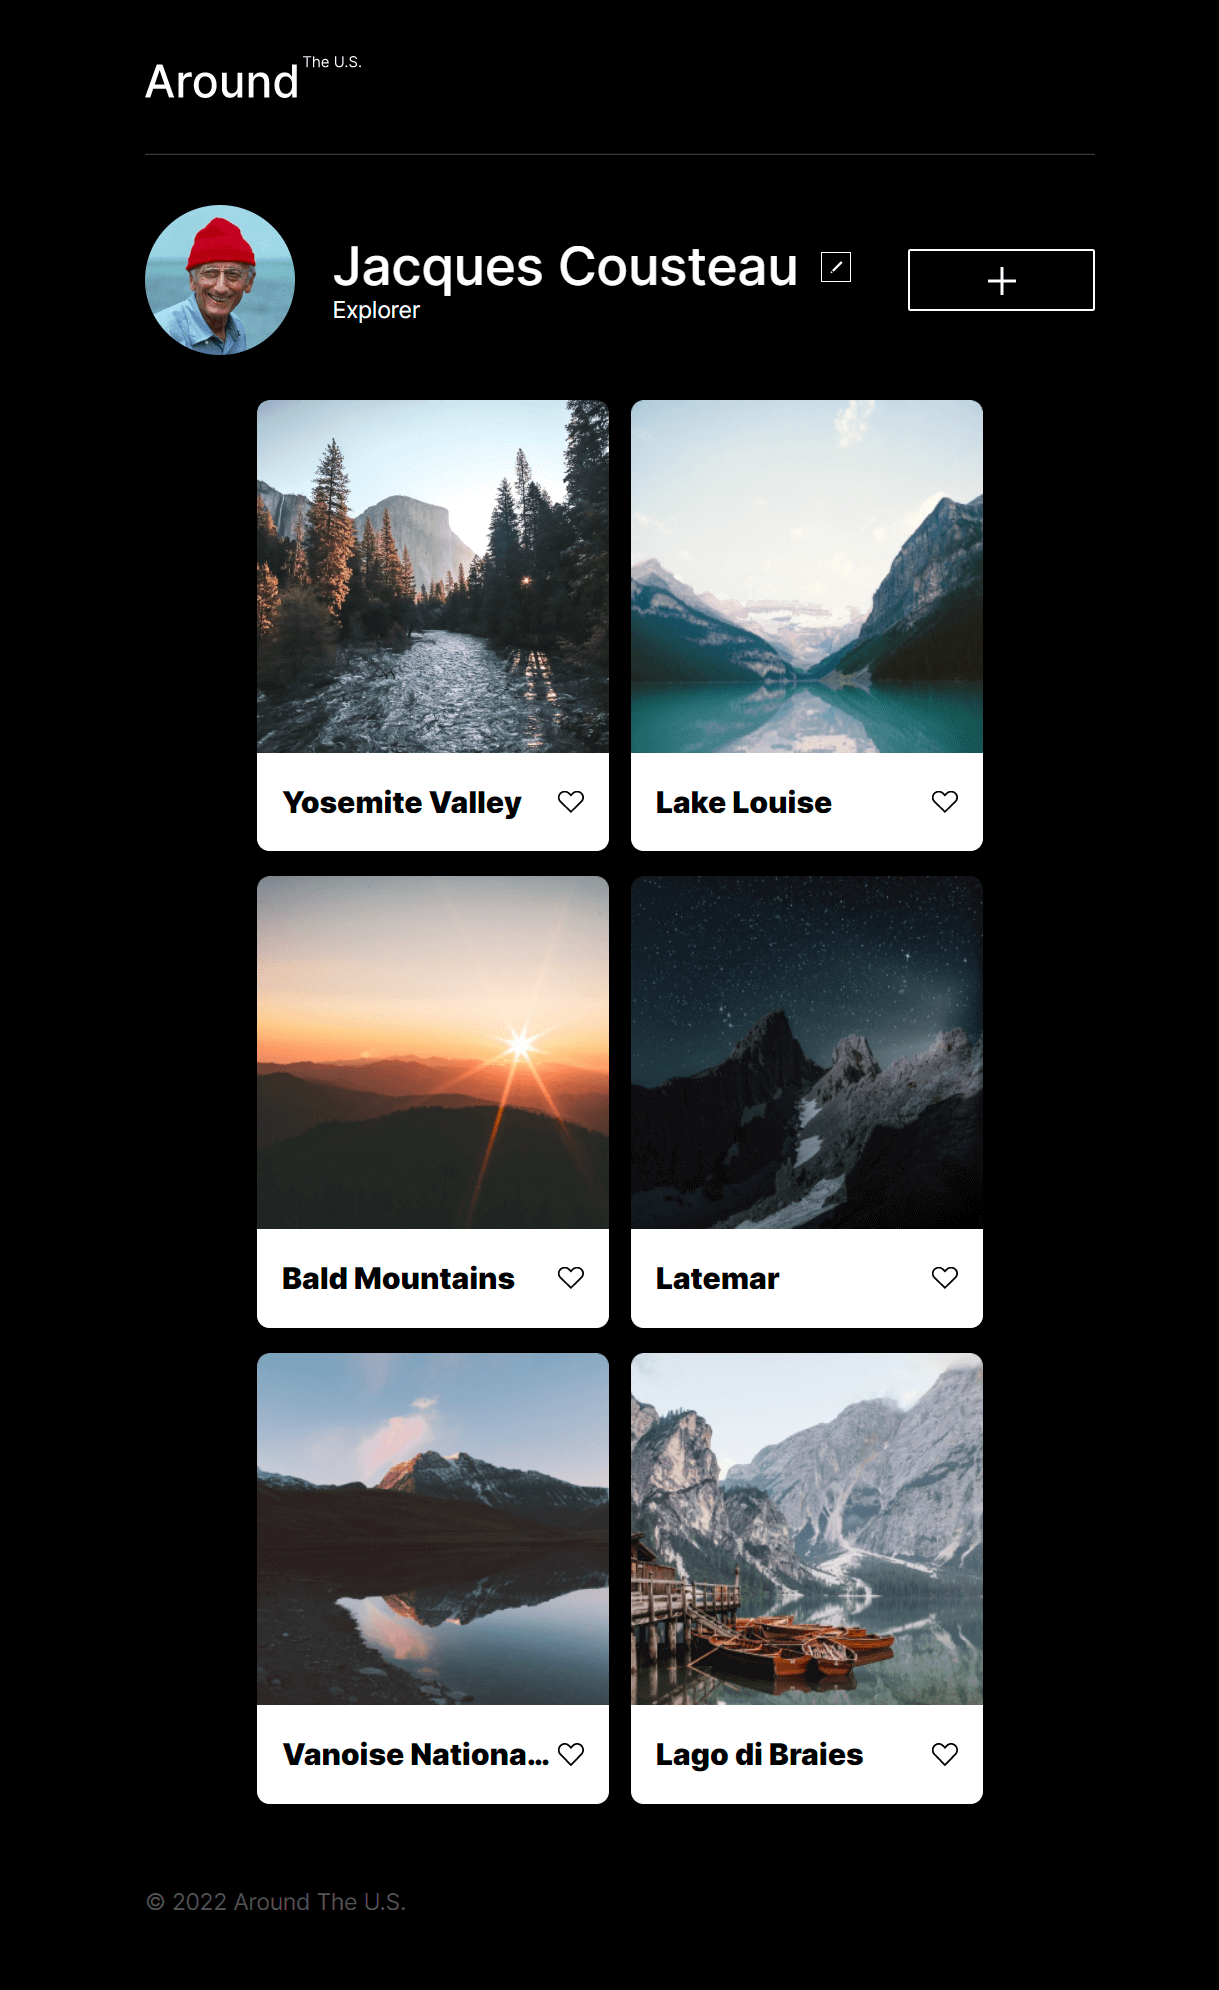 Around The U.S.
Jacques Cousteau
Explorer
Yosemite Valley
Lake Louise
Bald Mountains
Latemar
Vanoise Nationa...
Lago di Braies
© 2022 Around The U.S.